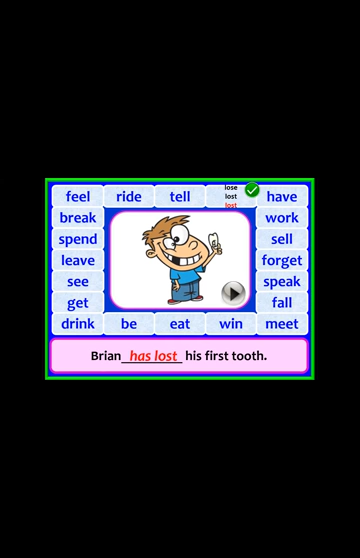 feel ride tell lose have
lost
lost
break work
spend sell
leave forget
see speak
get fall
drink be eat win meet
Brian has lost his first tooth.